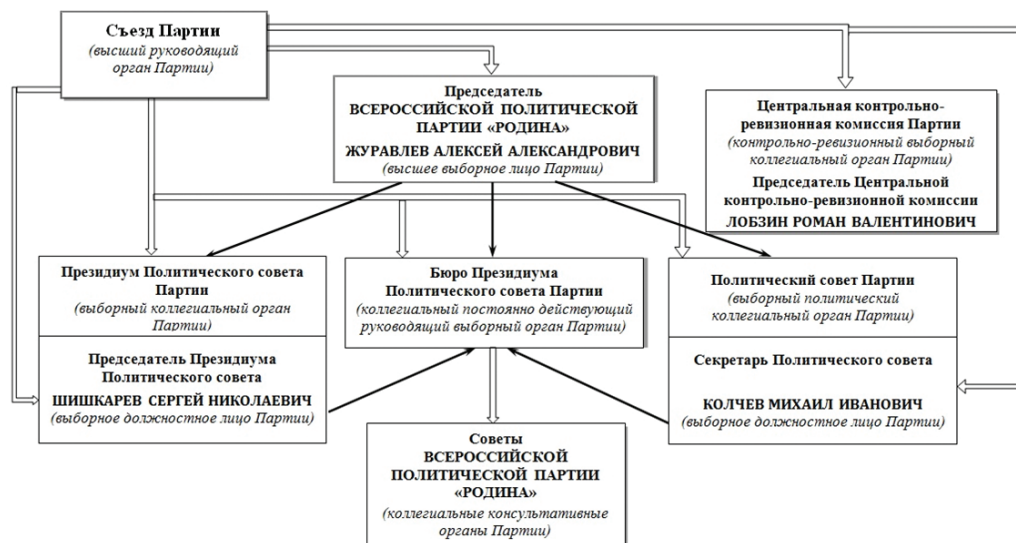 Съезд Партии
(высший руководящий
орган Партии)
Председатель
ВСЕРОССИЙСКОЙ ПОЛИТИЧЕСКОЙ
ПАРТИИ «РОДИНА»
ЖУРАВЛЕВ АЛЕКСЕЙ АЛЕКСАНДРОВИЧ
(высшее выборное лицо Партии)
Центральная контрольно-
ревизионная комиссия Партии
(контрольно-ревизионный выборный
коллегиальный орган Партии)
Председатель Центральной
контрольно-ревизионной комиссии
ЛОБЗИН РОМАН ВАЛЕНТИНОВИЧ
Президиум Политического совета
Партии
(выборный коллегиальный орган
Партии)
Председатель Президиума
Политического совета
ШИШКАРЕВ СЕРГЕЙ НИКОЛАЕВИЧ
(выборное должностное лицо Партии)
Бюро Президиума
Политического совета Партии
(коллегиальный постоянно действующий
руководящий выборный орган Партии)
Политический совет Партии
(выборный политический
коллегиальный орган Партии)
Секретарь Политического совета
КОЛЧЕВ МИХАИЛ ИВАНОВИЧ
(выборное должностное лицо Партии)
Советы
ВСЕРОССИЙСКОЙ
ПОЛИТИЧЕСКОЙ ПАРТИИ
«РОДИНА»
(коллегиальные консультативные
органы Партии)